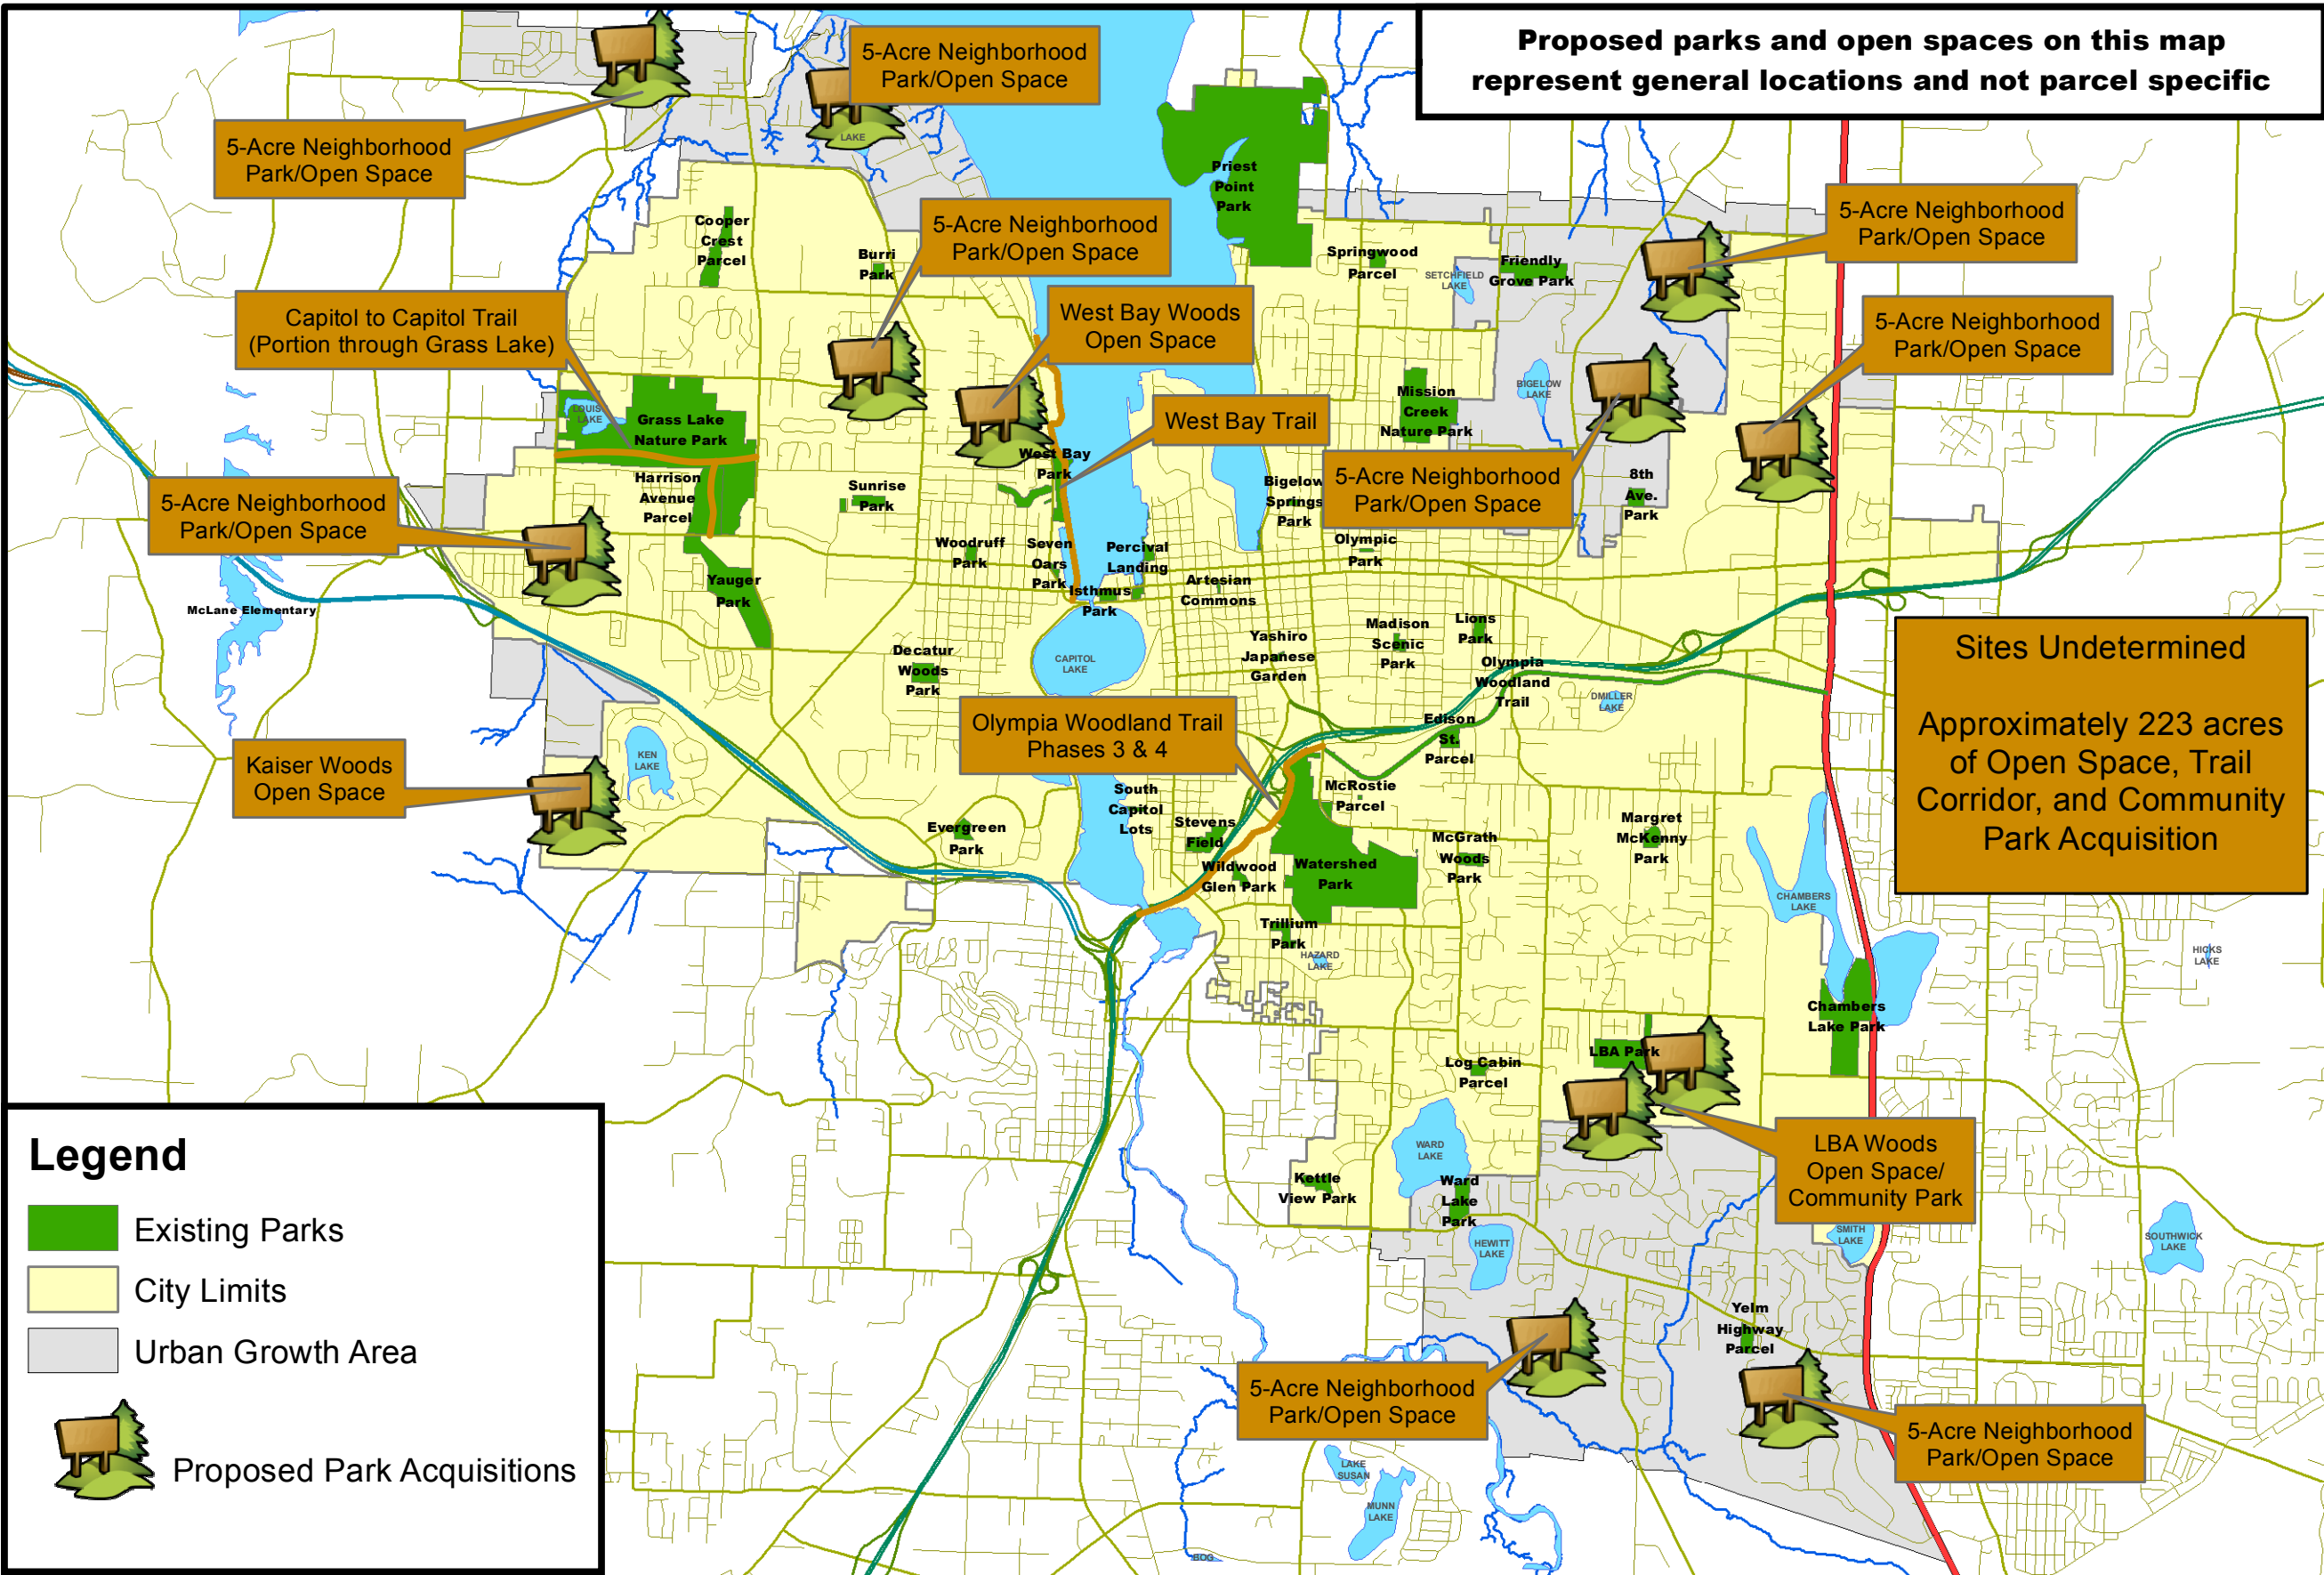 Proposed parks and open spaces on this map
represent general locations and not parcel specific
5-Acre Neighborhood
Park/Open Space
5-Acre Neighborhood
Park/Open Space
LAKE
Priest
Point
Park
Cooper
Crest
Parcel
Burri
Park
5-Acre Neighborhood
Park/Open Space
Springwood
Parcel
SETCHFIELD
LAKE
Friendly
Grove Park
5-Acre Neighborhood
Park/Open Space
5-Acre Neighborhood
Park/Open Space
Capitol to Capitol Trail
(Portion through Grass Lake)
West Bay Woods
Open Space
West Bay Trail
LOUIS
LAKE
Grass Lake
Nature Park
Mission
Creek
Nature Park
BIGELOW
LAKE
West Bay
Park
Harrison
Avenue
Parcel
Sunrise
Park
Bigelow
Springs
Park
5-Acre Neighborhood
Park/Open Space
8th
Ave.
Park
5-Acre Neighborhood
Park/Open Space
Woodruff
Park
Seven
Oars
Park
Percival
Landing
Olympic
Park
Yauger
Park
Isthmus
Park
Artesian
Commons
McLane Elementary
Decatur
Woods
Park
CAPITOL
LAKE
Yashiro
Japanese
Garden
Madison
Scenic
Park
Lions
Park
Olympia
Woodland
Trail
DMILLER
LAKE
Sites Undetermined
Approximately 223 acres
of Open Space, Trail
Corridor, and Community
Park Acquisition
Olympia Woodland Trail
Phases 3 & 4
Edison
St.
Parcel
KEN
LAKE
Kaiser Woods
Open Space
South
Capitol
Lots
McRostie
Parcel
Evergreen
Park
Stevens
Field
Wildwood
Glen Park
Watershed
Park
McGrath
Woods
Park
Margret
McKenny
Park
CHAMBERS
LAKE
Trillium
Park
HAZARD
LAKE
HICKS
LAKE
Chambers
Lake Park
LBA Park
Log Cabin
Parcel
WARD
LAKE
LBA Woods
Open Space/
Community Park
Kettle
View Park
Ward
Lake
Park
HEWITT
LAKE
SMITH
LAKE
SOUTHWICK
LAKE
Yelm
Highway
Parcel
5-Acre Neighborhood
Park/Open Space
5-Acre Neighborhood
Park/Open Space
LAKE
SUSAN
MUNN
LAKE
BOG
Legend
Existing Parks
City Limits
Urban Growth Area
Proposed Park Acquisitions